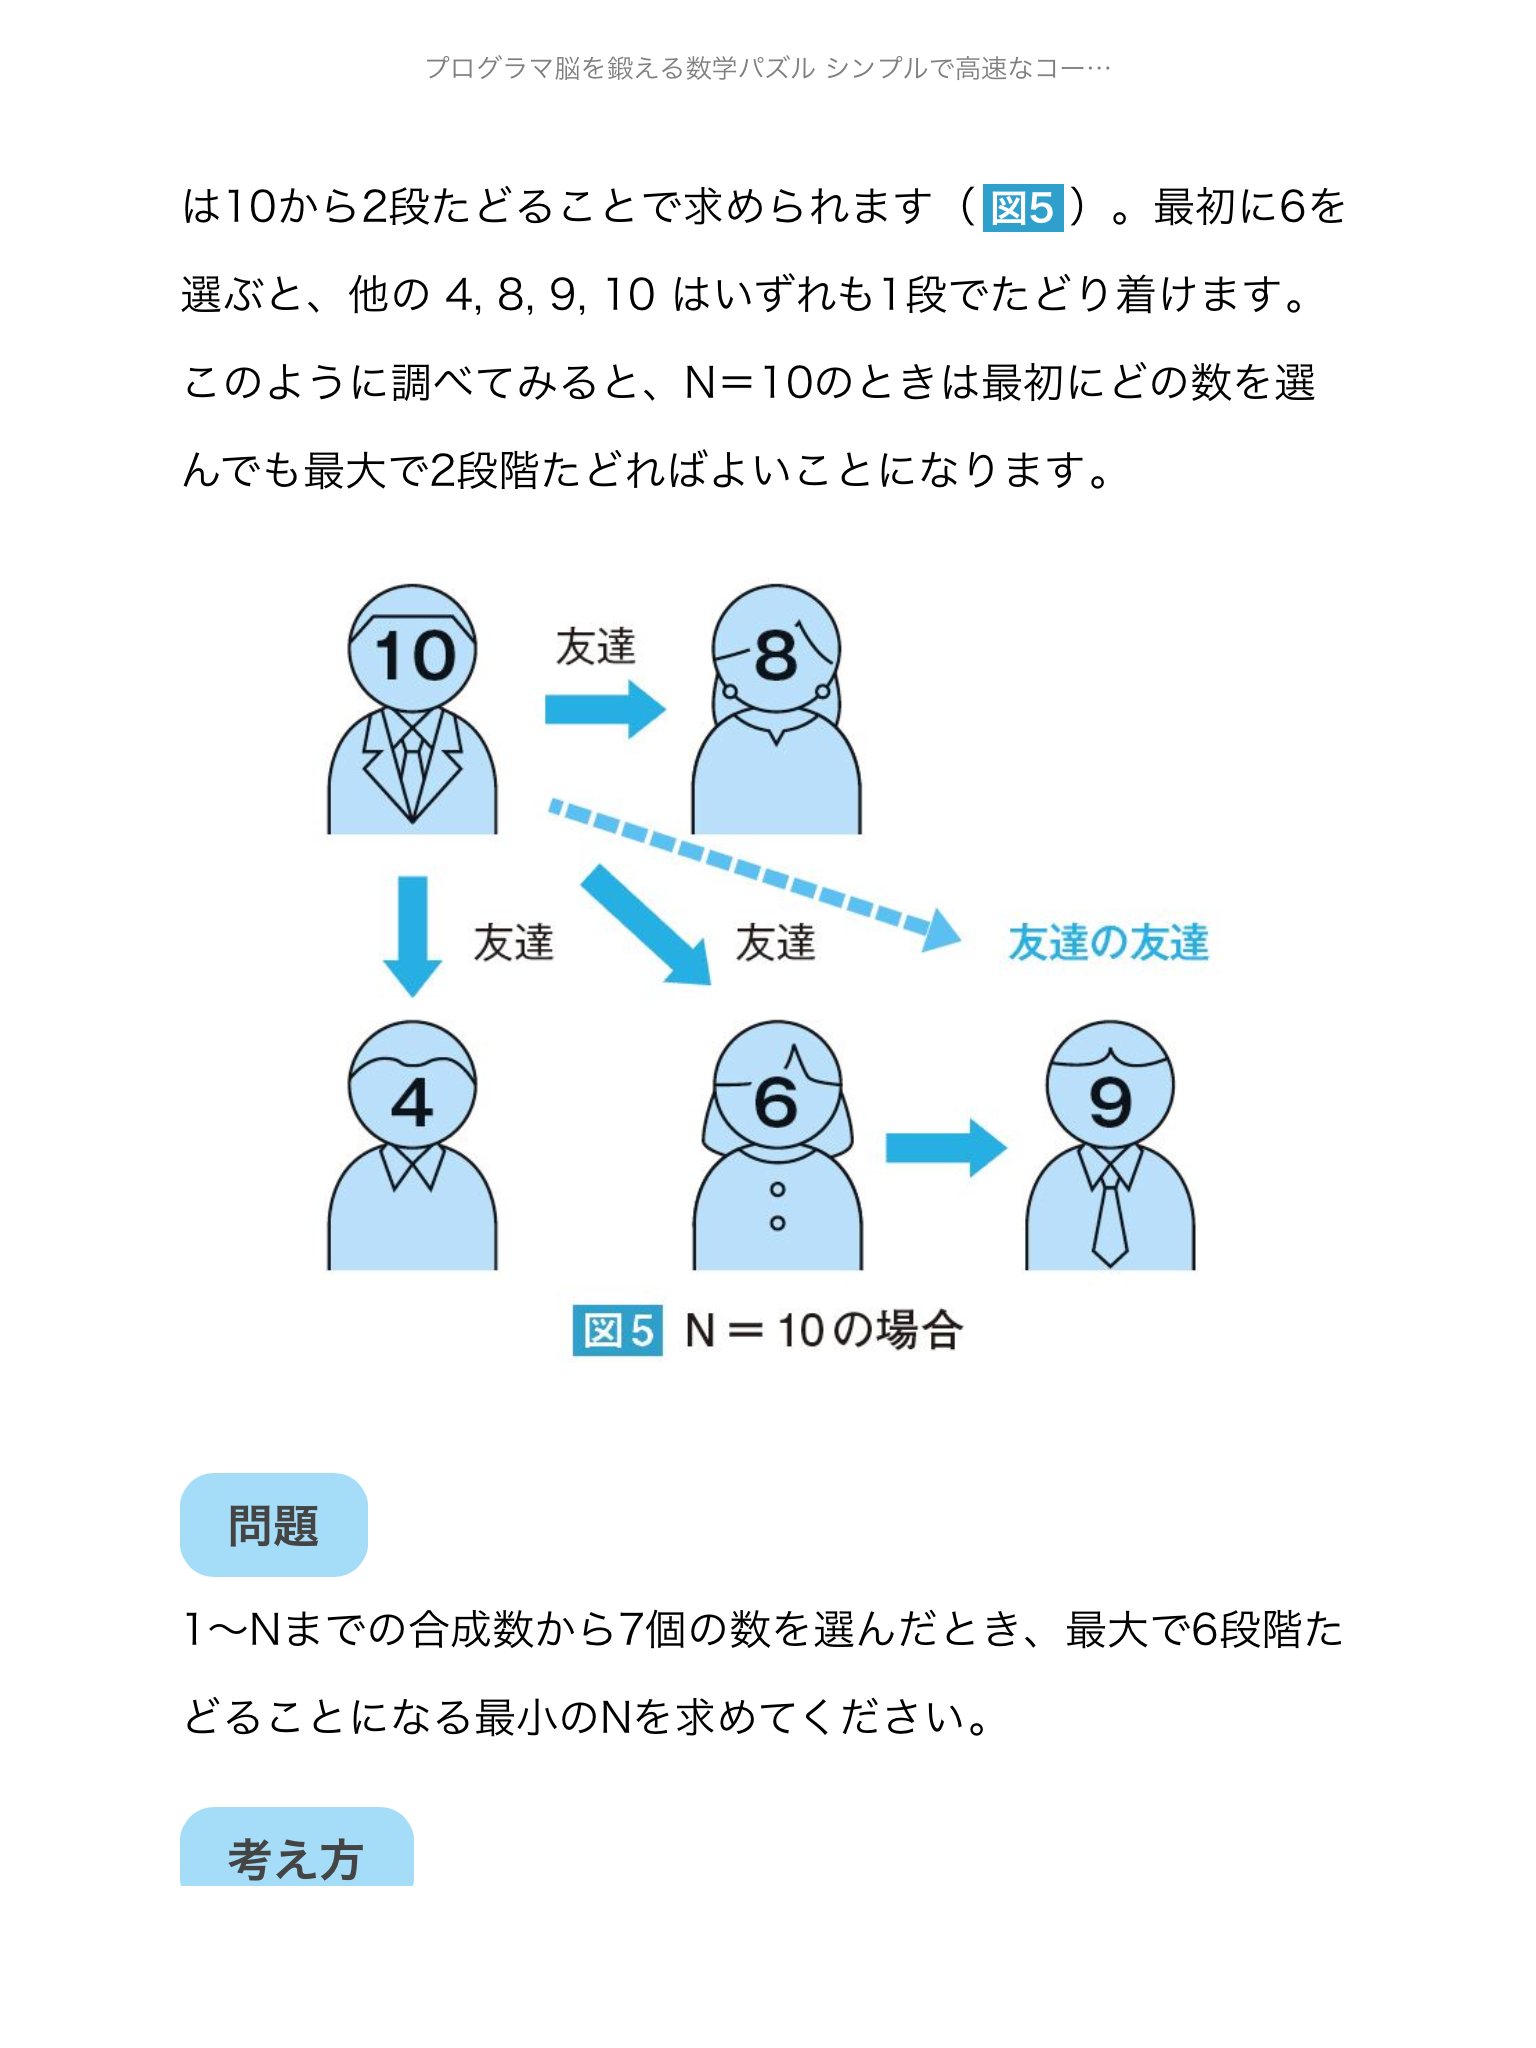 プログラマ脳を鍛える数学パズル シンプルで高速なコー…
は10から2段たどることで求められます（図5）。最初に6を
選ぶと、他の 4, 8, 9, 10 はいずれも1段でたどり着けます。
このように調べてみると、N＝10のときは最初にどの数を選
んでも最大で2段階たどればよいことになります。
10
友達
8
友達
友達
友達の友達
4
6
9
図5 N＝10の場合
問題
1〜Nまでの合成数から7個の数を選んだとき、最大で6段階た
どることになる最小のNを求めてください。
考え方